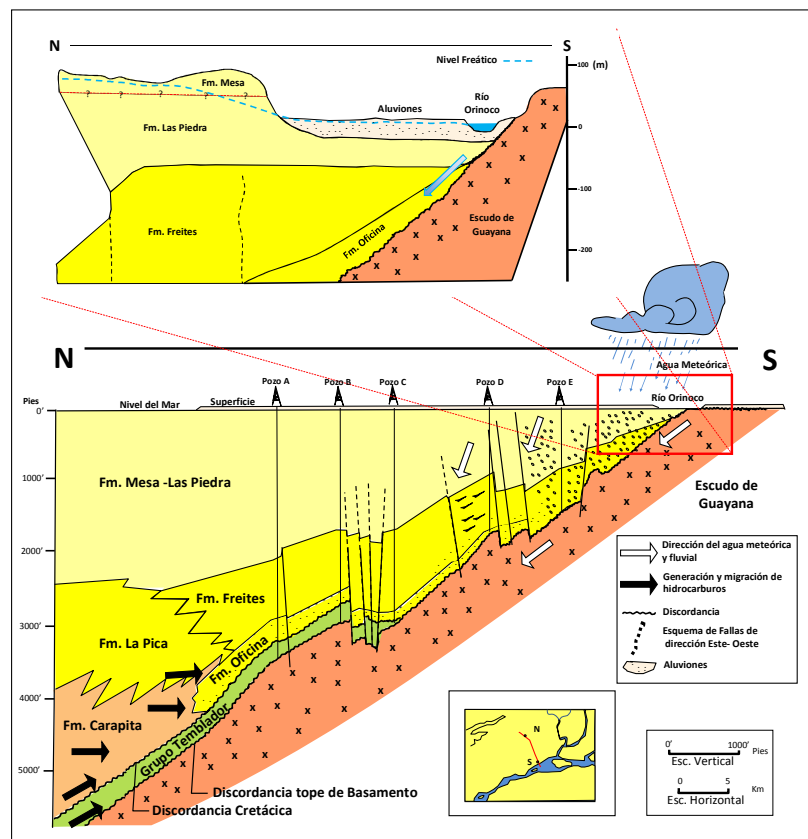 N
S
Nivel Freático
100 (m)
Fm. Mesa
? ? ? ? ?
Aluviones
Río
Orinoco
Fm. Las Piedra
0
x x
-100
Fm. Freites
Fm. Oficina
Escudo de
Guayana
-200
N
S
Agua Meteórica
Pozo A
Pozo B
Pozo C
Pozo D
Pozo E
Río Orinoco
Pies
Nivel del Mar
Superficie
0'
1000'
Fm. Mesa -Las Piedra
Escudo de
Guayana
2000'
Fm. Freites
3000'
Fm. La Pica
Fm. Oficina
4000'
Fm. Carapita
Grupo Temblador
5000'
Discordancia tope de Basamento
Discordancia Cretácica
Dirección del agua meteórica
y fluvial
Generación y migración de
hidrocarburos
Discordancia
Esquema de Fallas de
dirección Este- Oeste
Aluviones
N
S
0' 1000' Pies
Esc. Vertical
0 5 Km
Esc. Horizontal